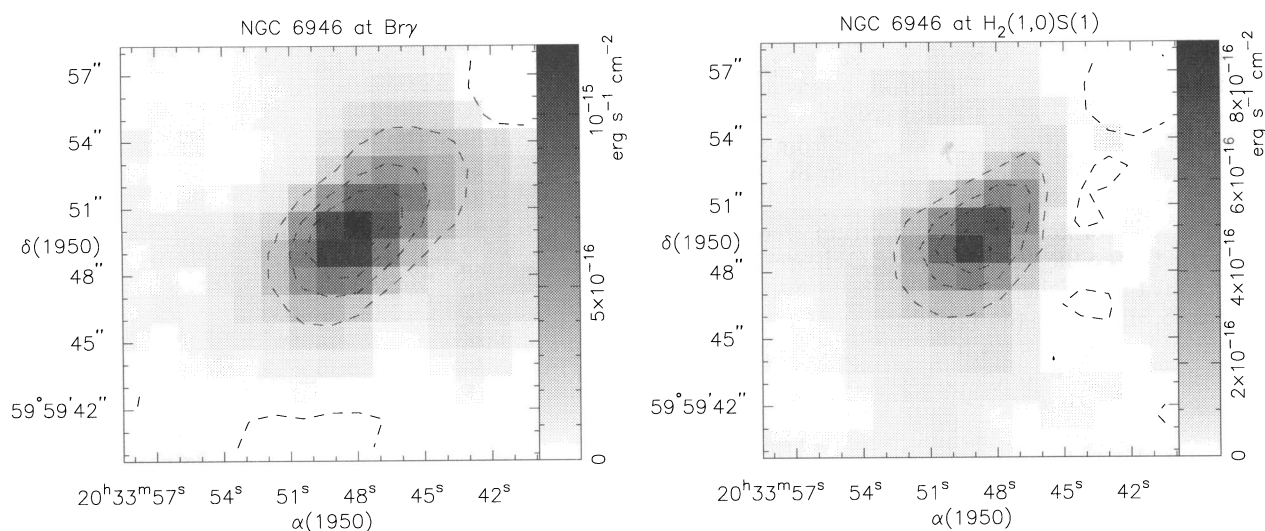 NGC 6946 at Brγ
57″
54″
51″
δ(1950)
48″
45″
59°59′42″
20ʰ33ᵐ57ˢ 54ˢ 51ˢ 48ˢ 45ˢ 42ˢ
α(1950)
0 5×10⁻¹⁶ 10⁻¹⁵
erg s⁻¹ cm⁻²
NGC 6946 at H₂(1,0)S(1)
57″
54″
51″
δ(1950)
48″
45″
59°59′42″
20ʰ33ᵐ57ˢ 54ˢ 51ˢ 48ˢ 45ˢ 42ˢ
α(1950)
0 2×10⁻¹⁶ 4×10⁻¹⁶ 6×10⁻¹⁶ 8×10⁻¹⁶
erg s⁻¹ cm⁻²